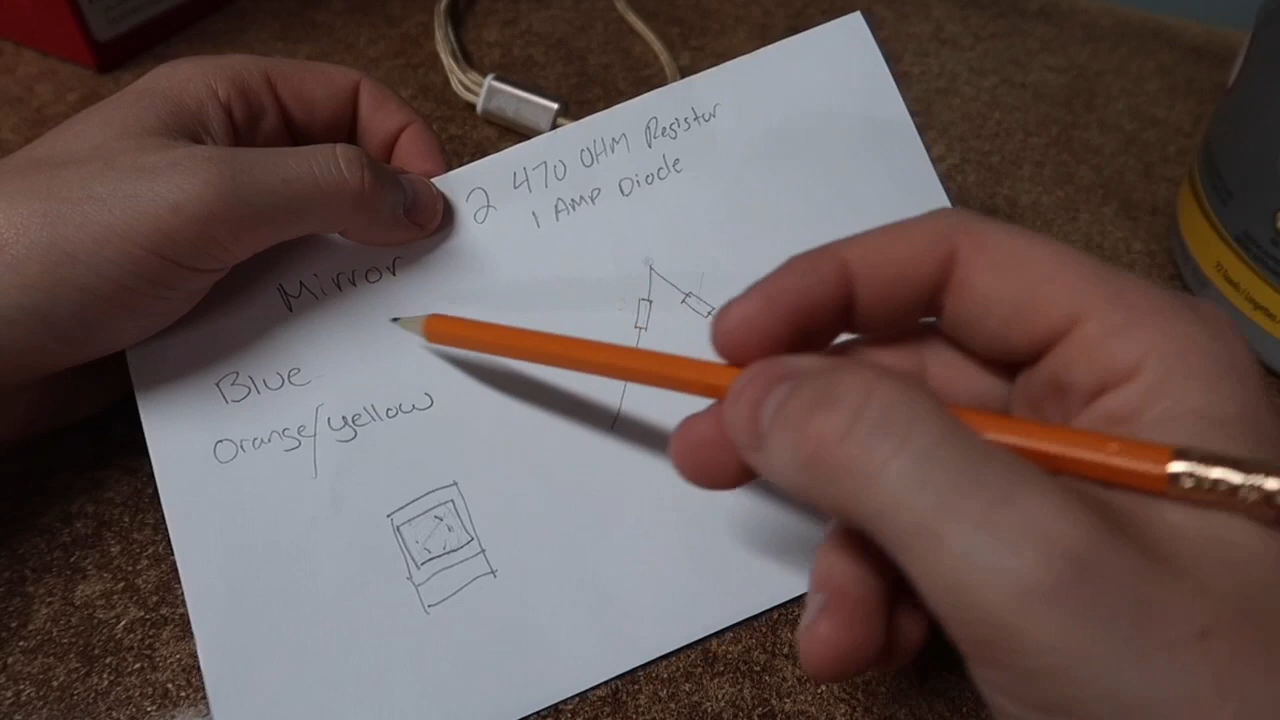 2 470 OHM Resistor
1 AMP Diode
Mirror
Blue
Orange/yellow